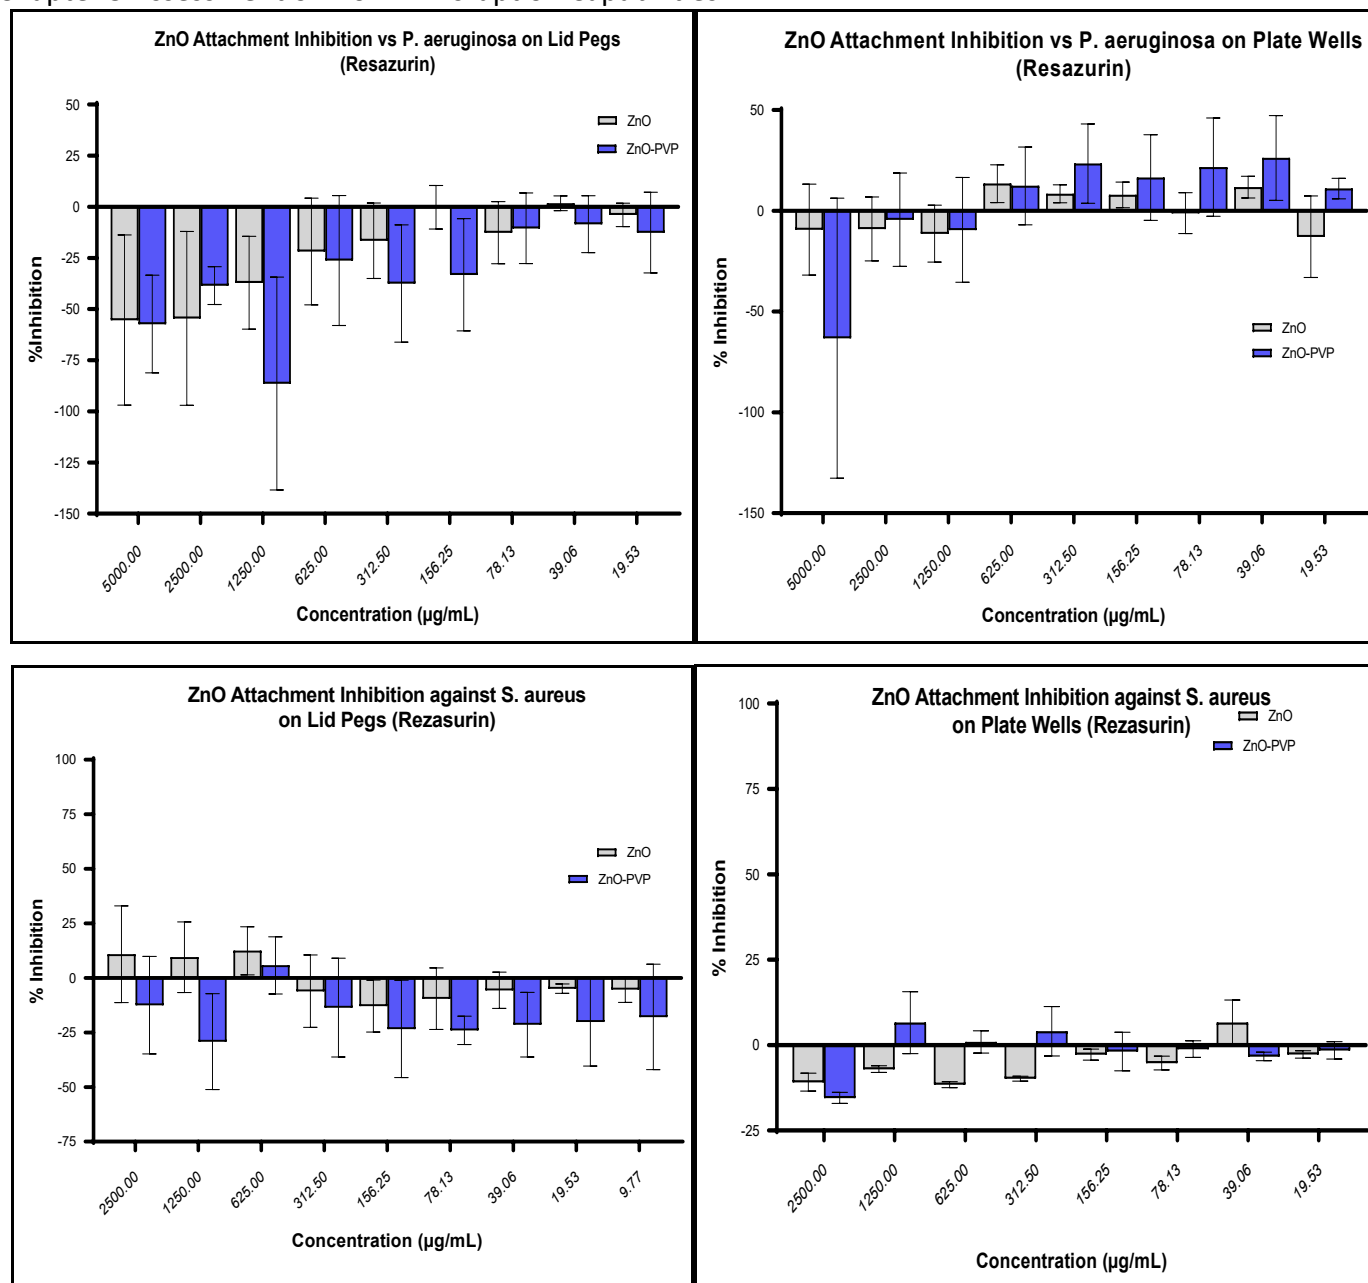 ZnO Attachment Inhibition vs P. aeruginosa on Lid Pegs
(Resazurin)
50
25
0
-25
-50
-75
-100
-125
-150
%Inhibition
ZnO
ZnO-PVP
5000.00
2500.00
1250.00
625.00
312.50
156.25
78.13
39.06
19.53
Concentration (µg/mL)
ZnO Attachment Inhibition vs P. aeruginosa on Plate Wells
(Resazurin)
50
0
-50
-100
-150
% Inhibition
ZnO
ZnO-PVP
5000.00
2500.00
1250.00
625.00
312.50
156.25
78.13
39.06
19.53
Concentration (µg/mL)
ZnO Attachment Inhibition against S. aureus
on Lid Pegs (Rezasurin)
100
75
50
25
0
-25
-50
-75
% Inhibition
ZnO
ZnO-PVP
2500.00
1250.00
625.00
312.50
156.25
78.13
39.06
19.53
9.77
Concentration (µg/mL)
ZnO Attachment Inhibition against S. aureus
on Plate Wells (Rezasurin)
ZnO
ZnO-PVP
100
75
50
25
0
-25
% Inhibition
2500.00
1250.00
625.00
312.50
156.25
78.13
39.06
19.53
Concentration (µg/mL)